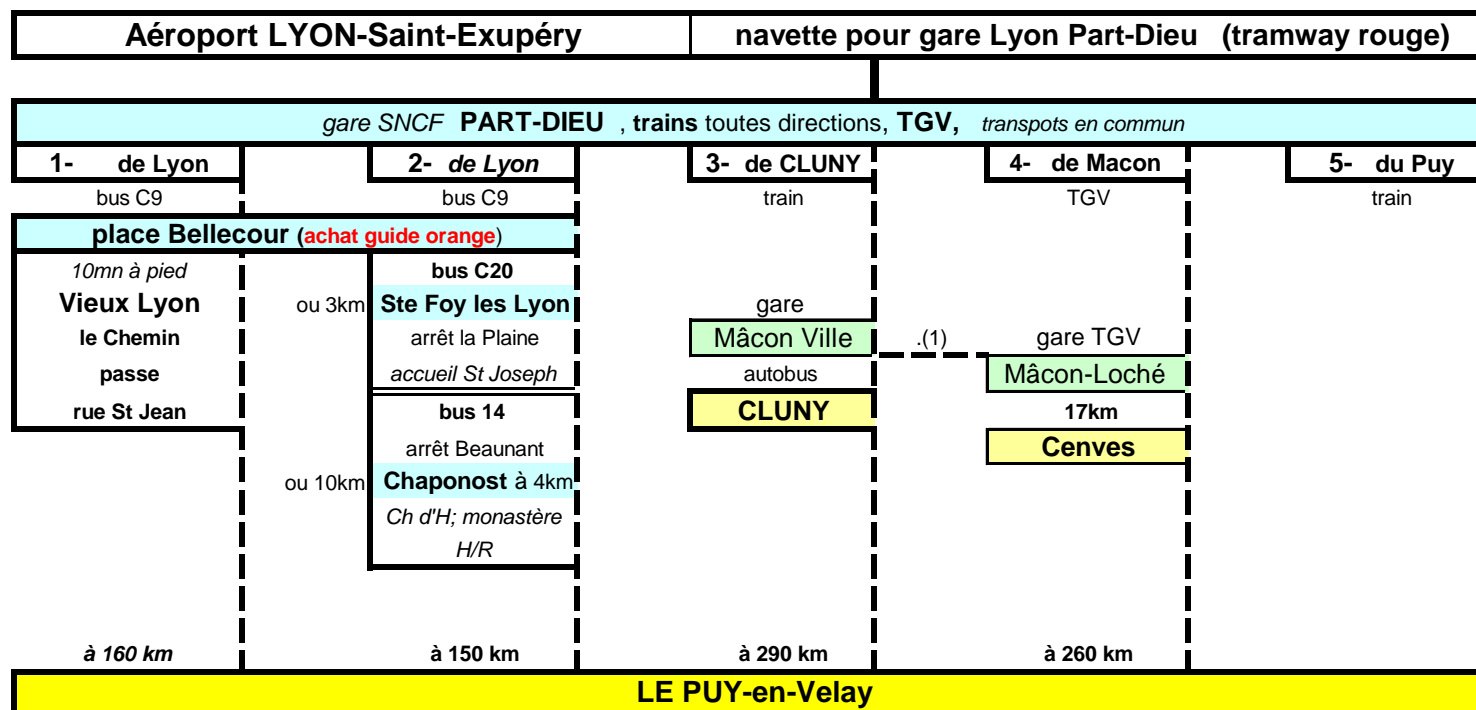 Aéroport LYON-Saint-Exupéry navette pour gare Lyon Part-Dieu (tramway rouge)
gare SNCF PART-DIEU , trains toutes directions, TGV, transpots en commun
1- de Lyon 2- de Lyon 3- de CLUNY 4- de Macon 5- du Puy
bus C9 bus C9 train TGV train
place Bellecour (achat guide orange)
10mn à pied bus C20
Vieux Lyon ou 3km Ste Foy les Lyon gare
le Chemin arrêt la Plaine Mâcon Ville .(1) gare TGV
passe accueil St Joseph autobus Mâcon-Loché
rue St Jean bus 14 CLUNY 17km
arrêt Beaunant Cenves
ou 10km Chaponost à 4km
Ch d'H; monastère
H/R
à 160 km à 150 km à 290 km à 260 km
LE PUY-en-Velay